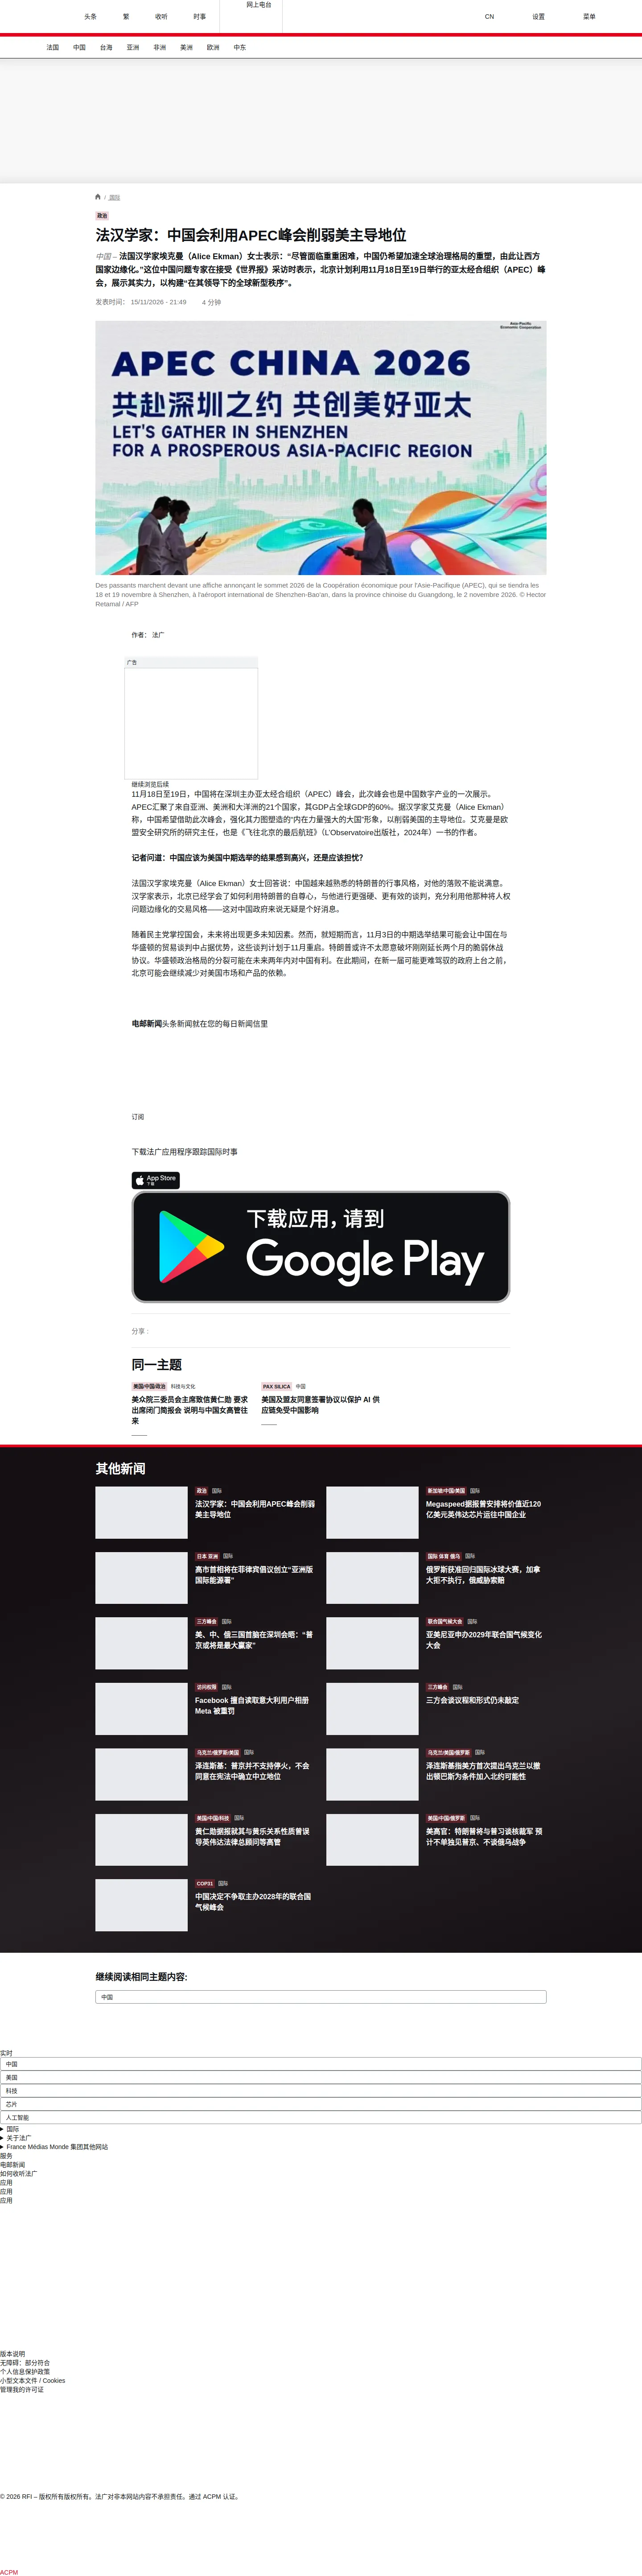 头条
繁
收听
时事
网上电台
CN
设置
菜单
法国
中国
台海
亚洲
非洲
美洲
欧洲
中东
/ 国际
政治
法汉学家：中国会利用APEC峰会削弱美主导地位
中国 – 法国汉学家埃克曼（Alice Ekman）女士表示：“尽管面临重重困难，中国仍希望加速全球治理格局的重塑，由此让西方
国家边缘化。”这位中国问题专家在接受《世界报》采访时表示，北京计划利用11月18日至19日举行的亚太经合组织（APEC）峰
会，展示其实力，以构建“在其领导下的全球新型秩序”。
发表时间： 15/11/2026 - 21:49
4 分钟
Asia-Pacific
Economic Cooperation
APEC CHINA 2026
共赴深圳之约 共创美好亚太
LET'S GATHER IN SHENZHEN
FOR A PROSPEROUS ASIA-PACIFIC REGION
Des passants marchent devant une affiche annonçant le sommet 2026 de la Coopération économique pour l'Asie-Pacifique (APEC), qui se tiendra les
18 et 19 novembre à Shenzhen, à l'aéroport international de Shenzhen-Bao'an, dans la province chinoise du Guangdong, le 2 novembre 2026. © Hector
Retamal / AFP
作者： 法广
广告
继续浏览后续
11月18日至19日，中国将在深圳主办亚太经合组织（APEC）峰会，此次峰会也是中国数字产业的一次展示。
APEC汇聚了来自亚洲、美洲和大洋洲的21个国家，其GDP占全球GDP的60%。据汉学家艾克曼（Alice Ekman）
称，中国希望借助此次峰会，强化其力图塑造的“内在力量强大的大国”形象，以削弱美国的主导地位。艾克曼是欧
盟安全研究所的研究主任，也是《飞往北京的最后航班》（L'Observatoire出版社，2024年）一书的作者。
记者问道：中国应该为美国中期选举的结果感到高兴，还是应该担忧？
法国汉学家埃克曼（Alice Ekman）女士回答说：中国越来越熟悉的特朗普的行事风格，对他的落败不能说满意。
汉学家表示，北京已经学会了如何利用特朗普的自尊心，与他进行更强硬、更有效的谈判，充分利用他那种将人权
问题边缘化的交易风格——这对中国政府来说无疑是个好消息。
随着民主党掌控国会，未来将出现更多未知因素。然而，就短期而言，11月3日的中期选举结果可能会让中国在与
华盛顿的贸易谈判中占据优势，这些谈判计划于11月重启。特朗普或许不太愿意破坏刚刚延长两个月的脆弱休战
协议。华盛顿政治格局的分裂可能在未来两年内对中国有利。在此期间，在新一届可能更难驾驭的政府上台之前，
北京可能会继续减少对美国市场和产品的依赖。
电邮新闻头条新闻就在您的每日新闻信里
订阅
下载法广应用程序跟踪国际时事
App Store
下载
下载应用，请到
Google Play
分享 :
同一主题
美国/中国/政治 科技与文化
美众院三委员会主席致信黄仁勋 要求
出席闭门简报会 说明与中国女高管往
来
PAX SILICA 中国
美国及盟友同意签署协议以保护 AI 供
应链免受中国影响
其他新闻
政治 国际
法汉学家：中国会利用APEC峰会削弱
美主导地位
新加坡/中国/美国 国际
Megaspeed据报曾安排将价值近120
亿美元英伟达芯片运往中国企业
日本 亚洲 国际
高市首相将在菲律宾倡议创立“亚洲版
国际能源署”
国际 体育 俄乌 国际
俄罗斯获准回归国际冰球大赛，加拿
大拒不执行，俄威胁索赔
三方峰会 国际
美、中、俄三国首脑在深圳会晤：“普
京或将是最大赢家”
联合国气候大会 国际
亚美尼亚申办2029年联合国气候变化
大会
访问权限 国际
Facebook 擅自读取意大利用户相册
Meta 被重罚
三方峰会 国际
三方会谈议程和形式仍未敲定
乌克兰/俄罗斯/美国 国际
泽连斯基：普京并不支持停火，不会
同意在宪法中确立中立地位
乌克兰/美国/俄罗斯 国际
泽连斯基指美方首次提出乌克兰以撤
出顿巴斯为条件加入北约可能性
美国/中国/科技 国际
黄仁勋据报就其与黄乐关系性质曾误
导英伟达法律总顾问等高管
美国/中国/俄罗斯 国际
美高官：特朗普将与普习谈核裁军 预
计不单独见普京、不谈俄乌战争
COP31 国际
中国决定不争取主办2028年的联合国
气候峰会
继续阅读相同主题内容:
中国
实时
中国
美国
科技
芯片
人工智能
国际
关于法广
France Médias Monde 集团其他网站
服务
电邮新闻
如何收听法广
应用
应用
应用
版本说明
无障碍：部分符合
个人信息保护政策
小型文本文件 / Cookies
管理我的许可证
© 2026 RFI – 版权所有版权所有。法广对非本网站内容不承担责任。通过 ACPM 认证。
ACPM